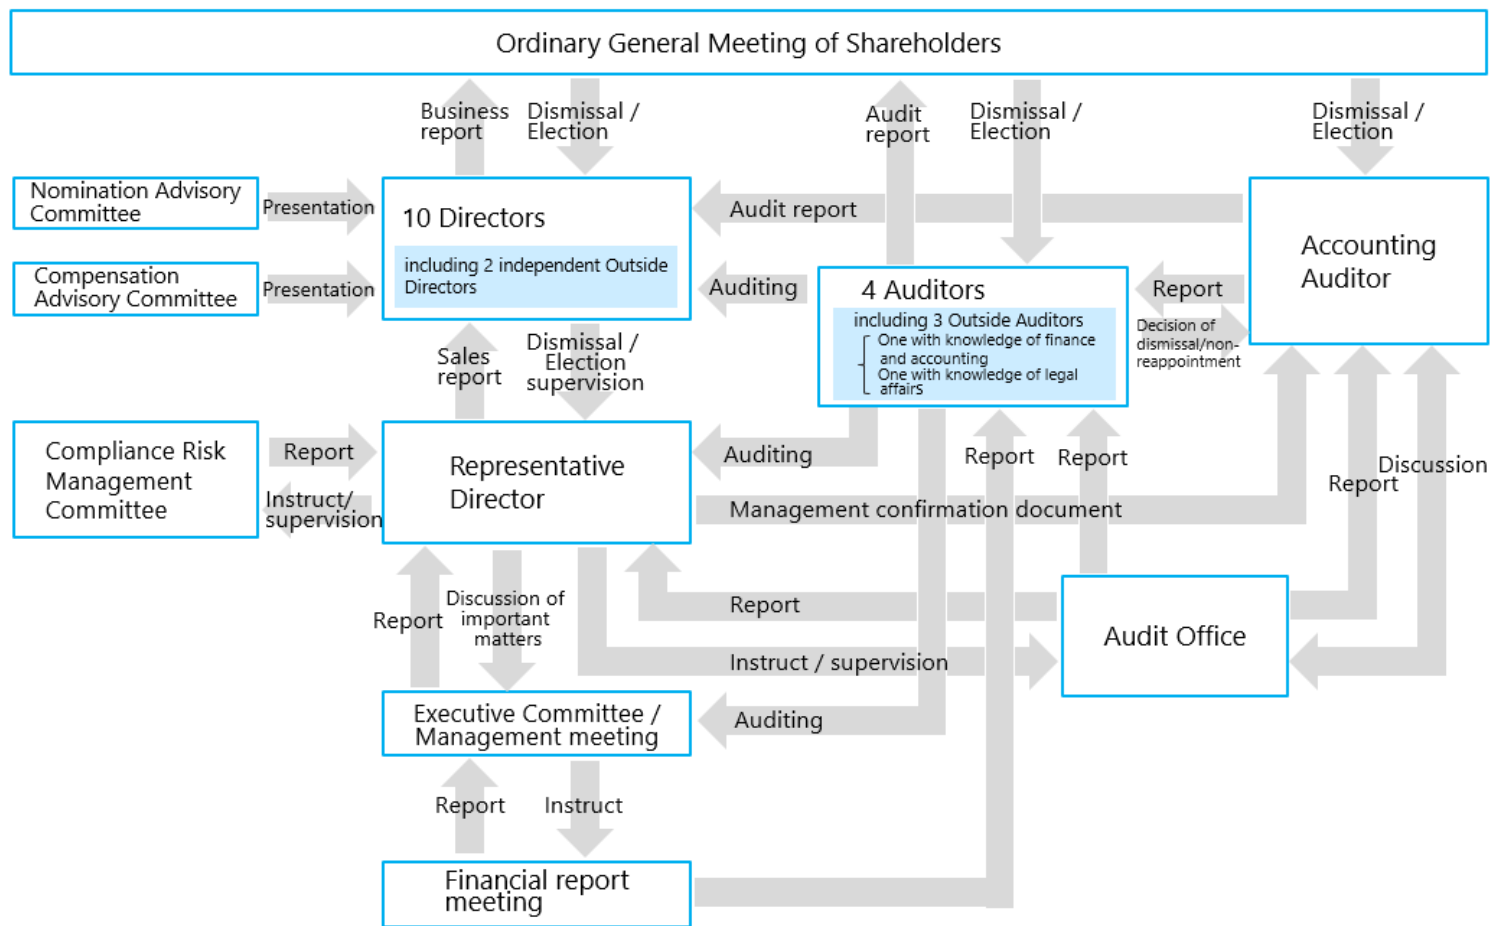 Ordinary General Meeting of Shareholders
Business
report
Dismissal /
Election
Audit
report
Dismissal /
Election
Dismissal /
Election
Nomination Advisory
Committee
Presentation
10 Directors
including 2 independent Outside
Directors
Audit report
Accounting
Auditor
Compensation
Advisory Committee
Presentation
Auditing
4 Auditors
including 3 Outside Auditors
One with knowledge of finance
and accounting
One with knowledge of legal
affairs
Report
Decision of
dismissal/non-
reappointment
Sales
report
Dismissal /
Election
supervision
Compliance Risk
Management
Committee
Report
Instruct/
supervision
Representative
Director
Auditing
Report
Report
Discussion
Report
Management confirmation document
Report
Discussion of
important
matters
Report
Audit Office
Instruct / supervision
Executive Committee /
Management meeting
Auditing
Report
Instruct
Financial report
meeting